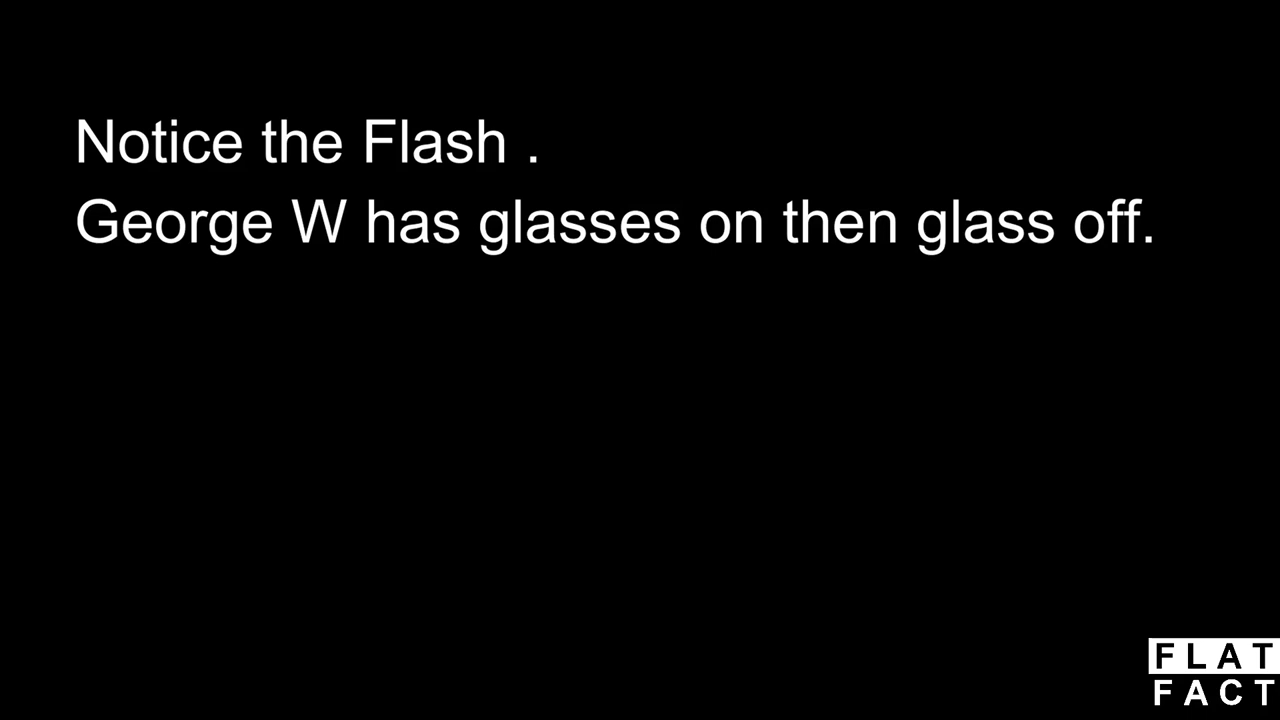 Notice the Flash .
George W has glasses on then glass off.
FLAT
FACT